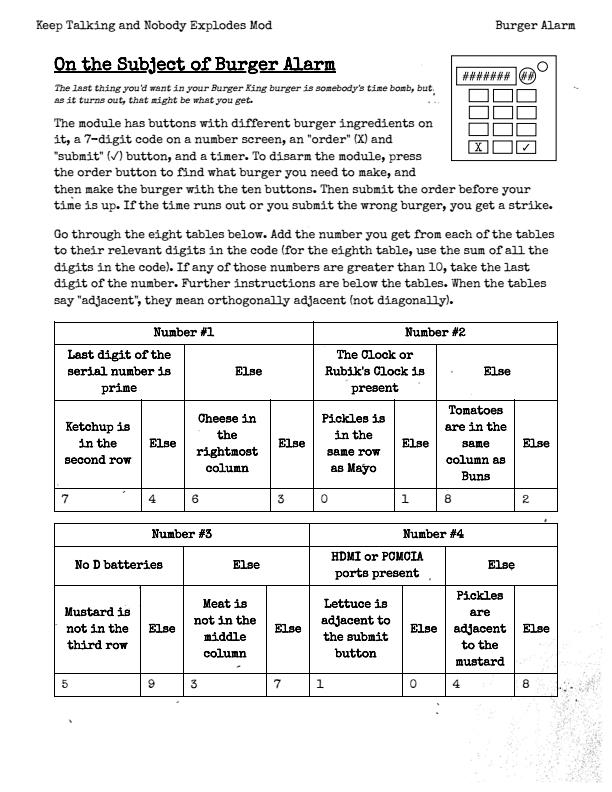 Keep Talking and Nobody Explodes Mod
Burger Alarm
On the Subject of Burger Alarm
The last thing you'd want in your Burger King burger is somebody's time bomb, but,
as it turns out, that might be what you get.
####### ##
X ✓
The module has buttons with different burger ingredients on
it, a 7-digit code on a number screen, an "order" (X) and
"submit" (✓) button, and a timer. To disarm the module, press
the order button to find what burger you need to make, and
then make the burger with the ten buttons. Then submit the order before your
time is up. If the time runs out or you submit the wrong burger, you get a strike.
Go through the eight tables below. Add the number you get from each of the tables
to their relevant digits in the code (for the eighth table, use the sum of all the
digits in the code). If any of those numbers are greater than 10, take the last
digit of the number. Further instructions are below the tables. When the tables
say "adjacent", they mean orthogonally adjacent (not diagonally).
Number #1
Number #2
Last digit of the
serial number is
prime
Else
The Clock or
Rubik's Clock is
present
Else
Ketchup is
in the
second row
Else
Cheese in
the
rightmost
column
Else
Pickles is
in the
same row
as Mayo
Else
Tomatoes
are in the
same
column as
Buns
Else
7 4 6 3 0 1 8 2
Number #3
Number #4
No D batteries
Else
HDMI or PCMCIA
ports present
Else
Mustard is
not in the
third row
Else
Meat is
not in the
middle
column
Else
Lettuce is
adjacent to
the submit
button
Else
Pickles
are
adjacent
to the
mustard
Else
5 9 3 7 1 0 4 8